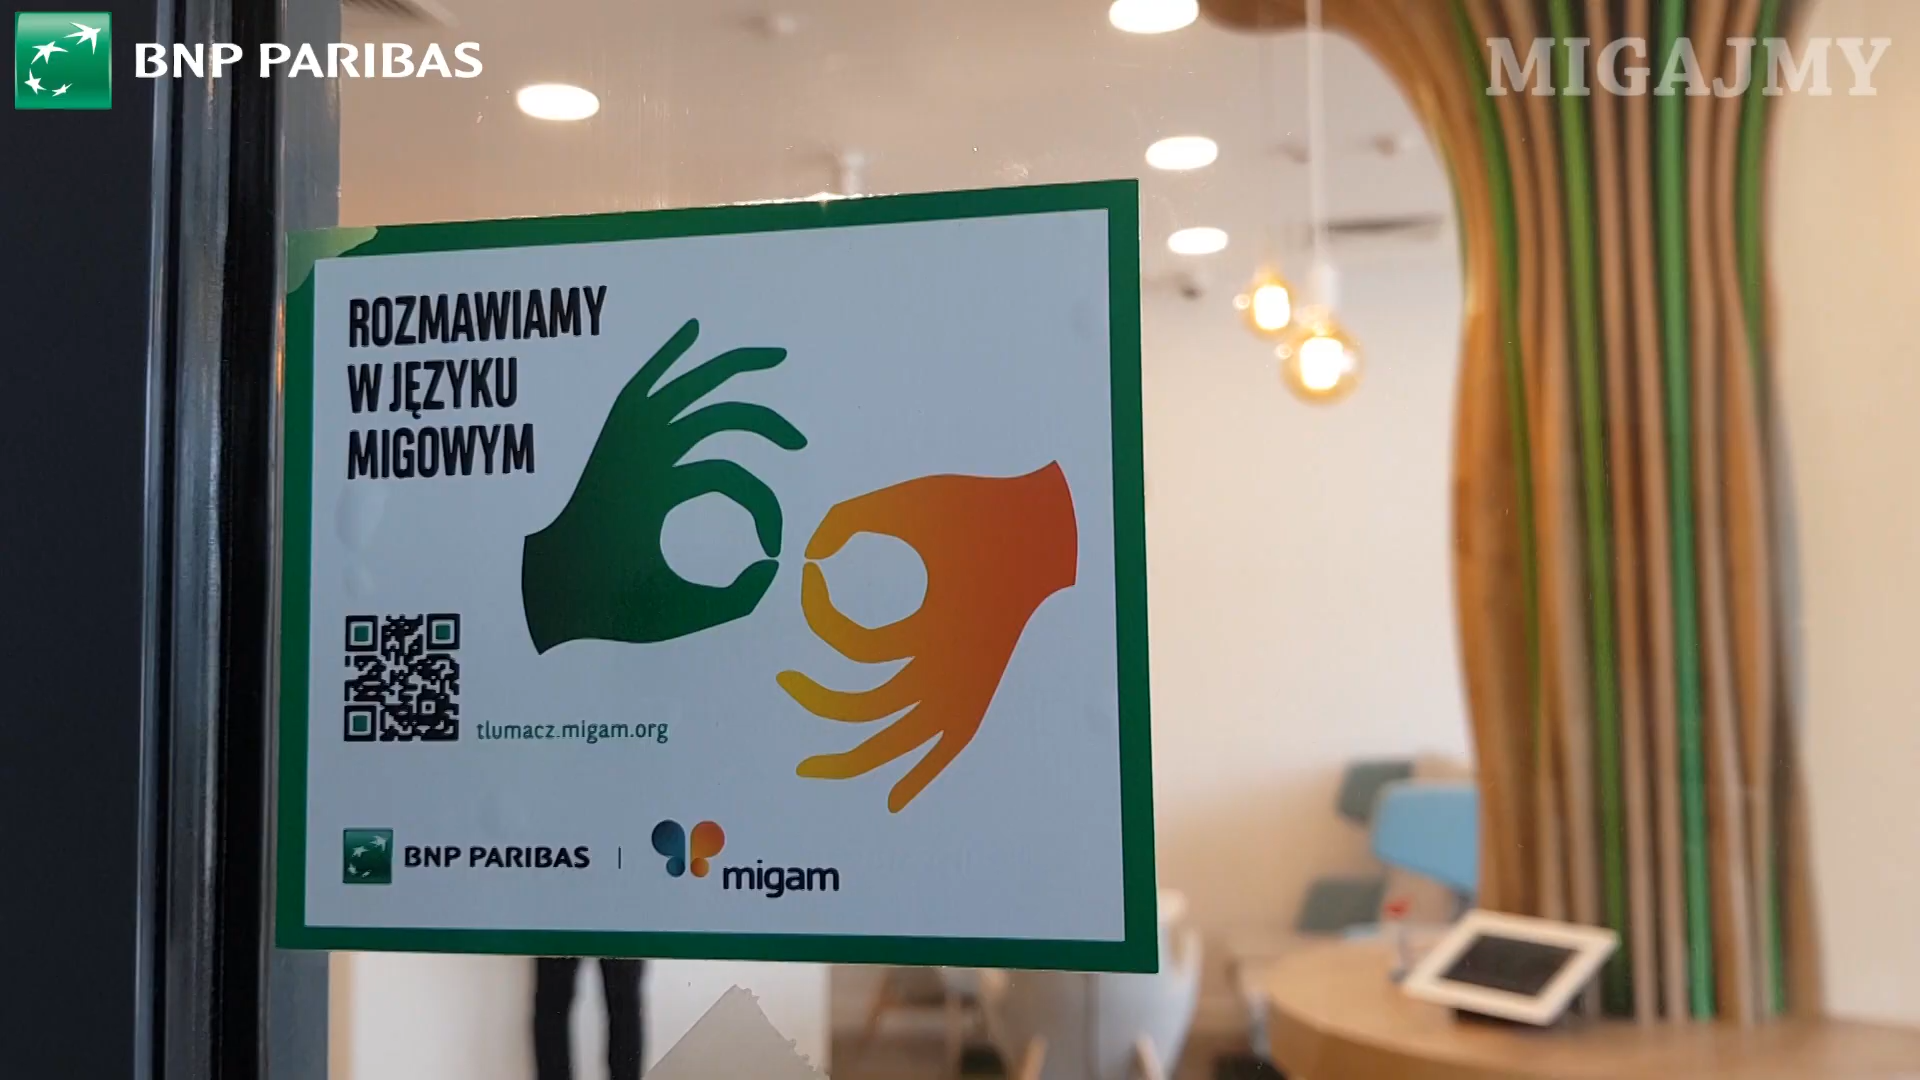 BNP PARIBAS
MIGAJMY
ROZMAWIAMY
W JĘZYKU
MIGOWYM
tlumacz.migam.org
BNP PARIBAS | migam